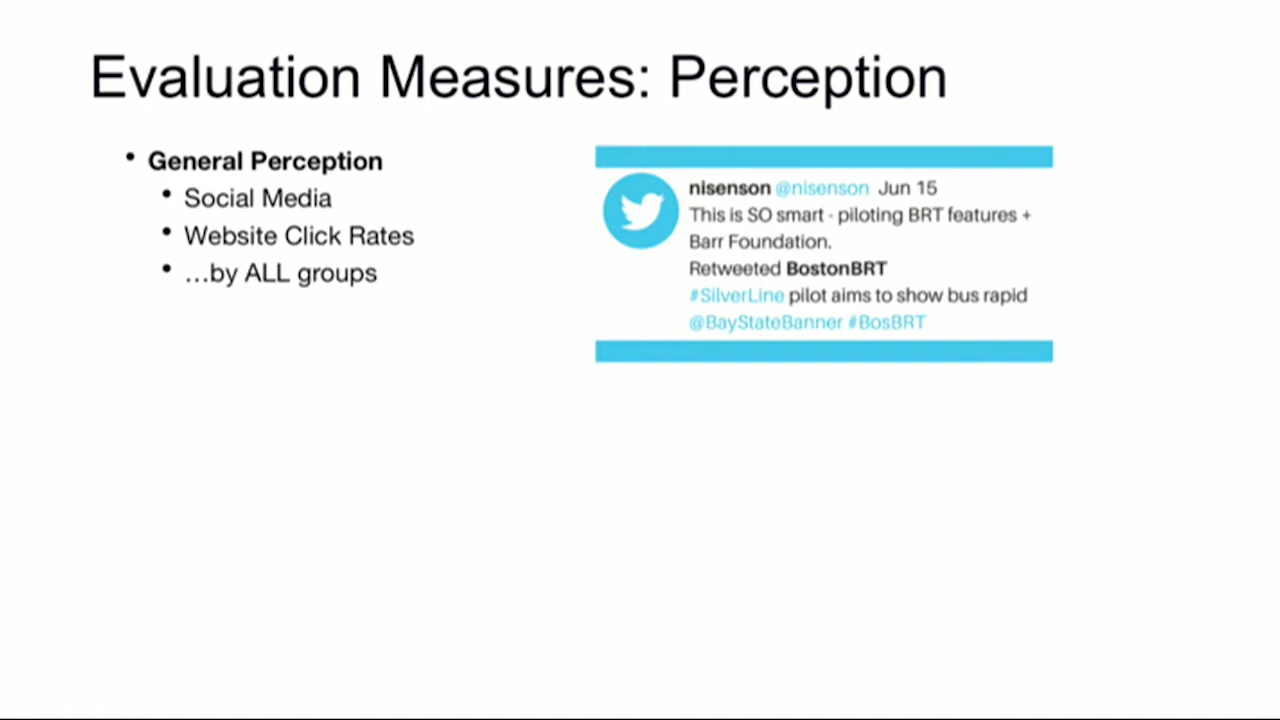 Evaluation Measures: Perception
• General Perception
• Social Media
• Website Click Rates
• ...by ALL groups
nisenson @nisenson Jun 15
This is SO smart - piloting BRT features +
Barr Foundation.
Retweeted BostonBRT
#SilverLine pilot aims to show bus rapid
@BayStateBanner #BosBRT